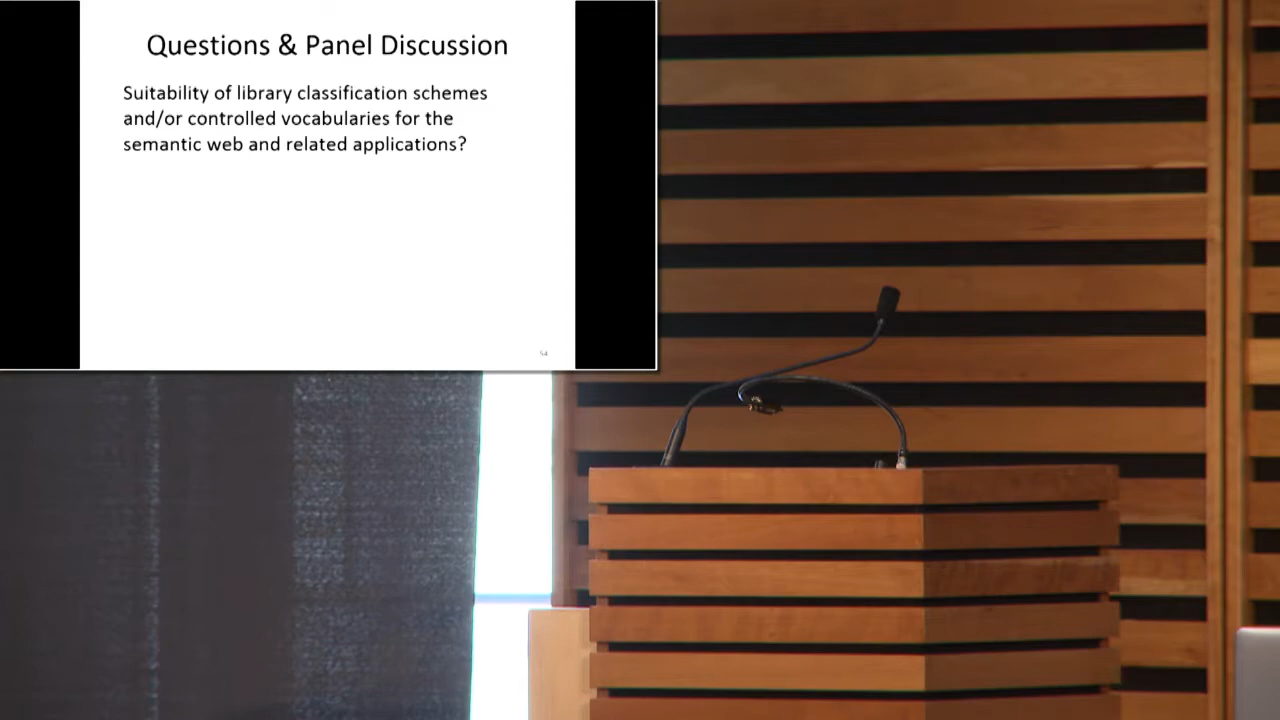 Questions & Panel Discussion
Suitability of library classification schemes
and/or controlled vocabularies for the
semantic web and related applications?
54